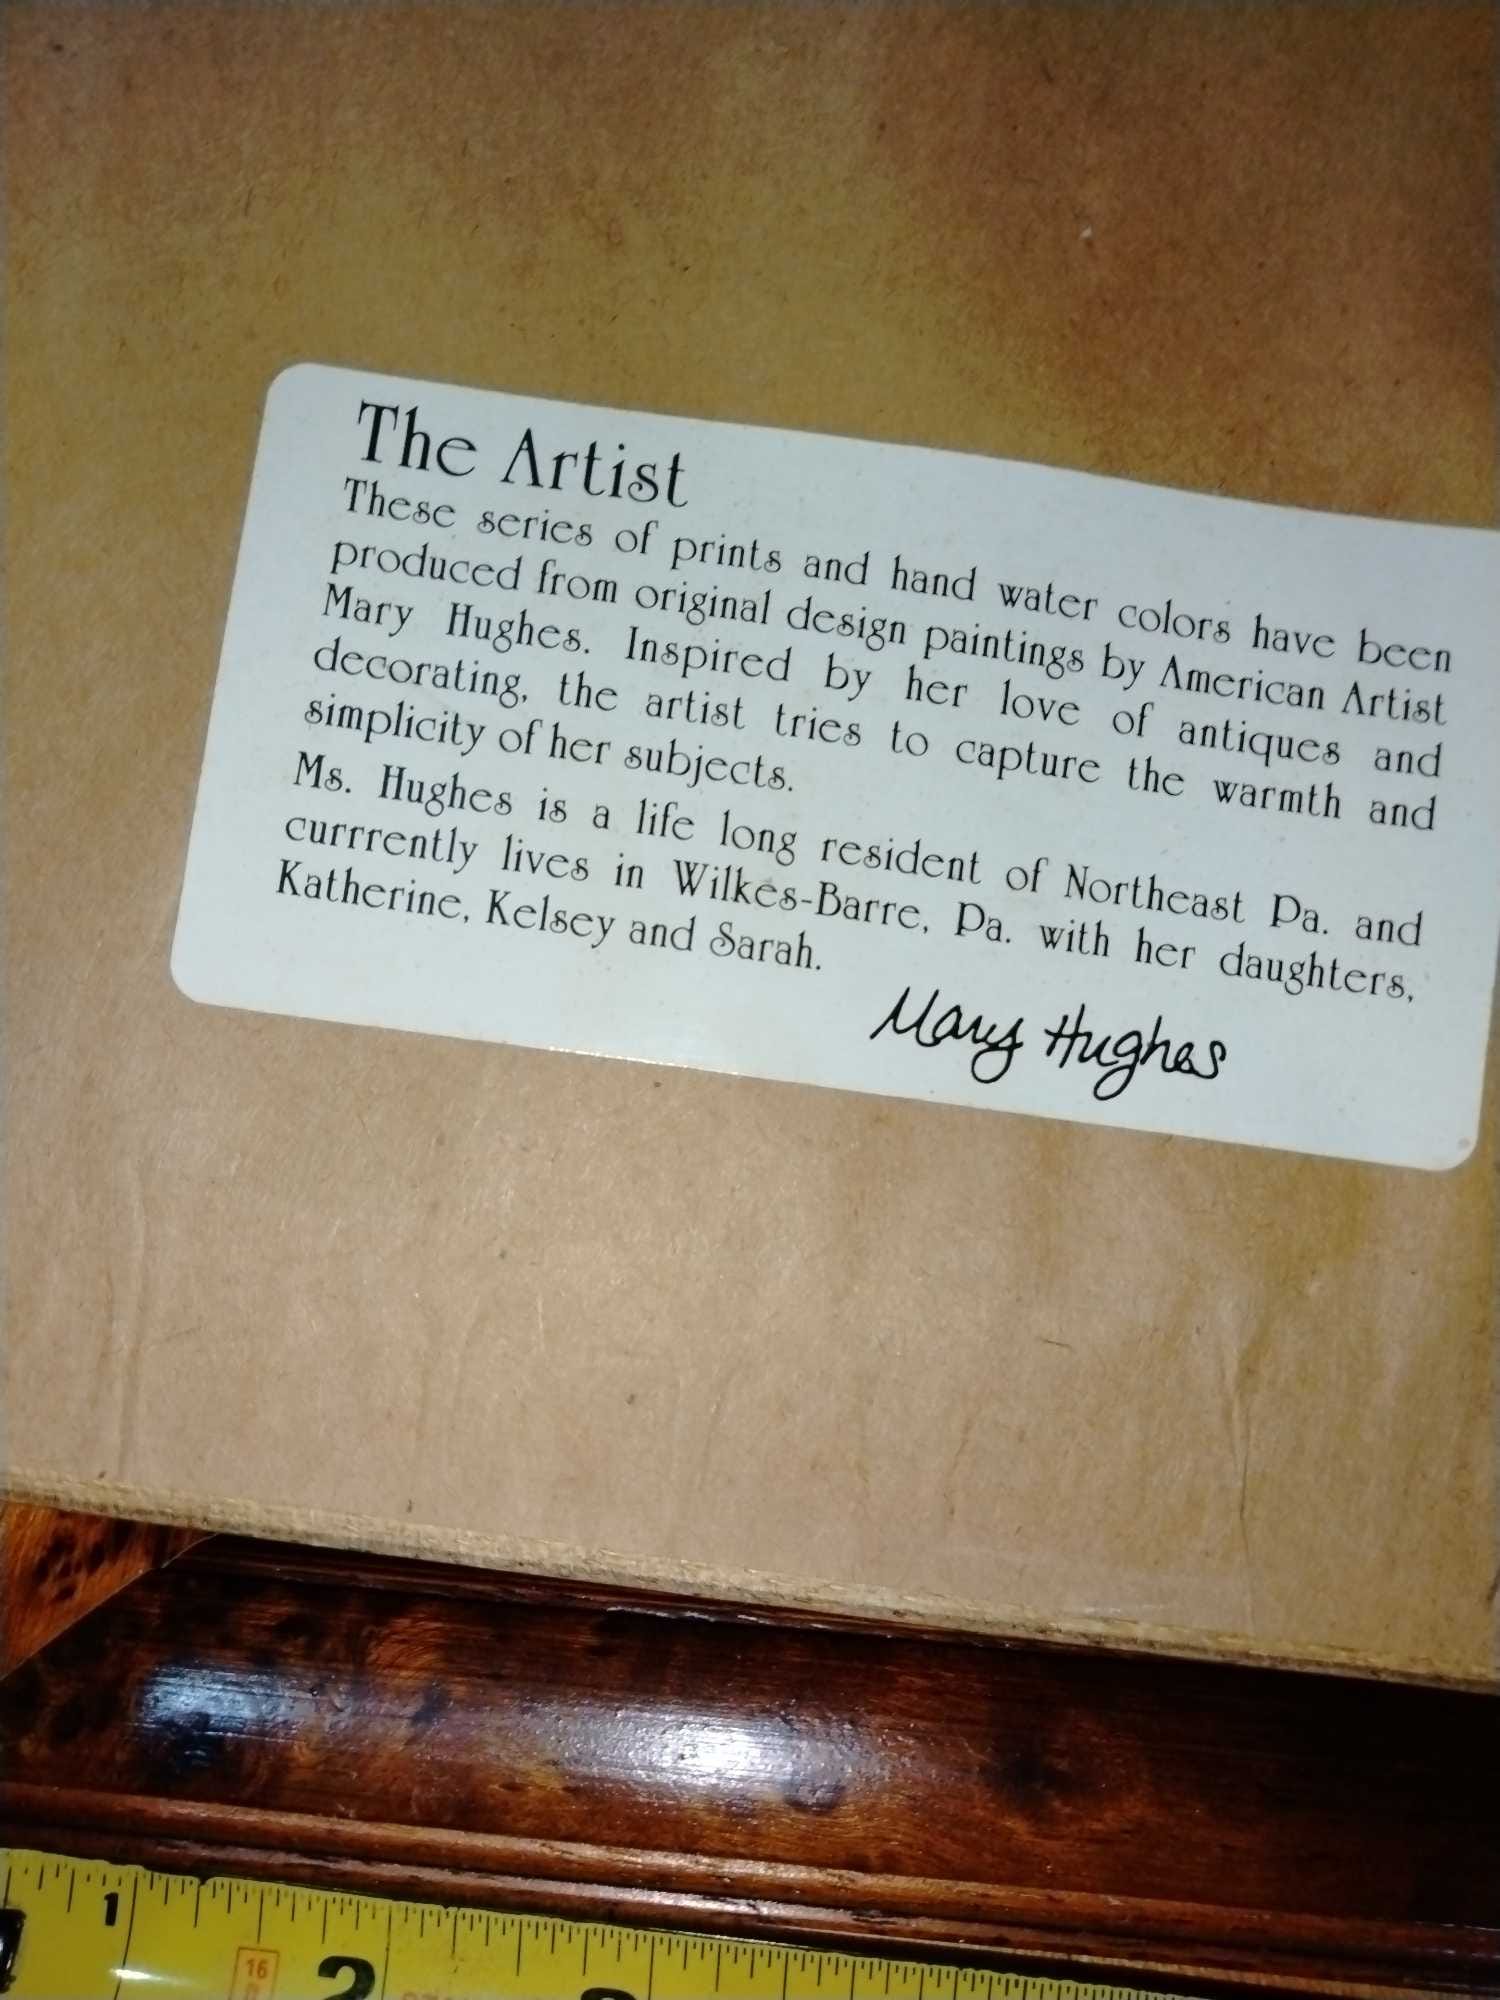 The Artist
These series of prints and hand water colors have been
produced from original design paintings by American Artist
Mary Hughes. Inspired by her love of antiques and
decorating, the artist tries to capture the warmth and
simplicity of her subjects.
Ms. Hughes is a life long resident of Northeast Pa. and
currrently lives in Wilkes-Barre, Pa. with her daughters,
Katherine, Kelsey and Sarah.
Mary Hughes
1
16
2